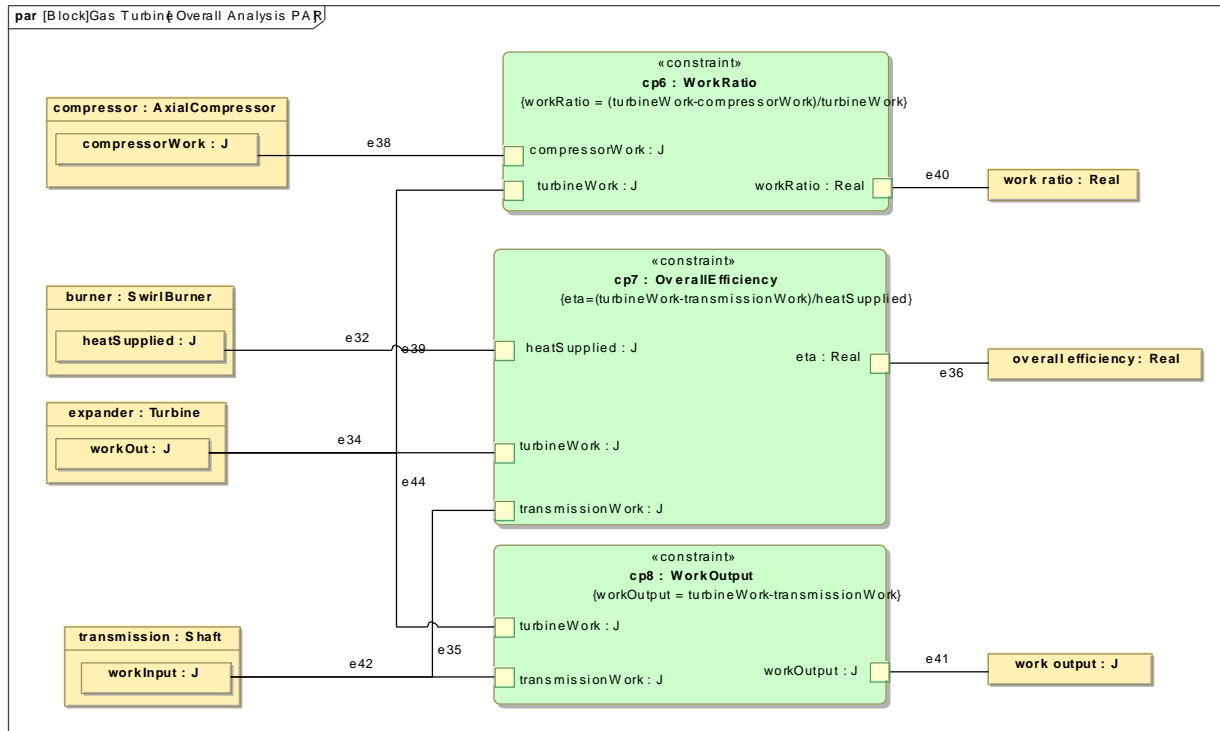 par [Block]Gas Turbine[ Overall Analysis PAR]
«constraint»
cp6 : WorkRatio
{workRatio = (turbineWork-compressorWork)/turbineWork}
compressor : AxialCompressor
compressorWork : J
e38
compressorWork : J
turbineWork : J
workRatio : Real
e40
work ratio : Real
«constraint»
cp7 : OverallEfficiency
{eta=(turbineWork-transmissionWork)/heatSupplied}
burner : SwirlBurner
heatSupplied : J
e32
e39
heatSupplied : J
eta : Real
e36
overall efficiency : Real
expander : Turbine
workOut : J
e34
turbineWork : J
e44
transmissionWork : J
«constraint»
cp8 : WorkOutput
{workOutput = turbineWork-transmissionWork}
turbineWork : J
transmission : Shaft
workInput : J
e42
e35
transmissionWork : J
workOutput : J
e41
work output : J